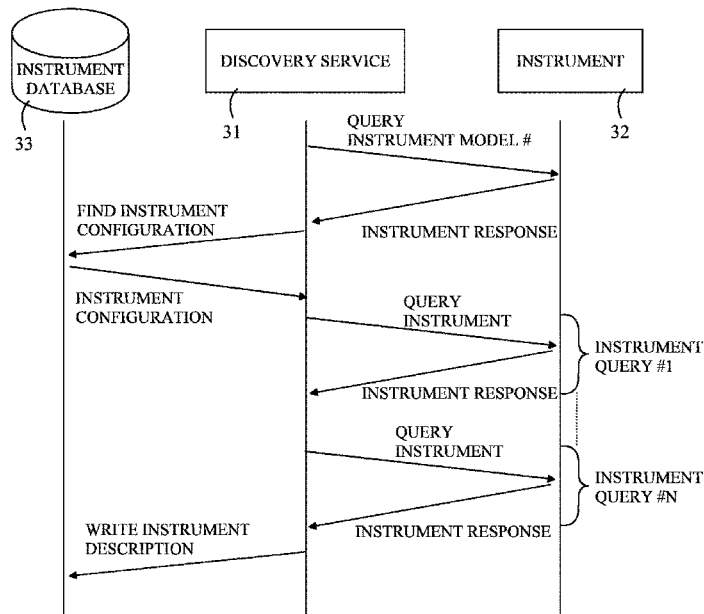 INSTRUMENT
DATABASE
33
DISCOVERY SERVICE
31
INSTRUMENT
32
QUERY
INSTRUMENT MODEL #
INSTRUMENT RESPONSE
FIND INSTRUMENT
CONFIGURATION
INSTRUMENT
CONFIGURATION
QUERY
INSTRUMENT
INSTRUMENT
QUERY #1
INSTRUMENT RESPONSE
QUERY
INSTRUMENT
INSTRUMENT
QUERY #N
INSTRUMENT RESPONSE
WRITE INSTRUMENT
DESCRIPTION